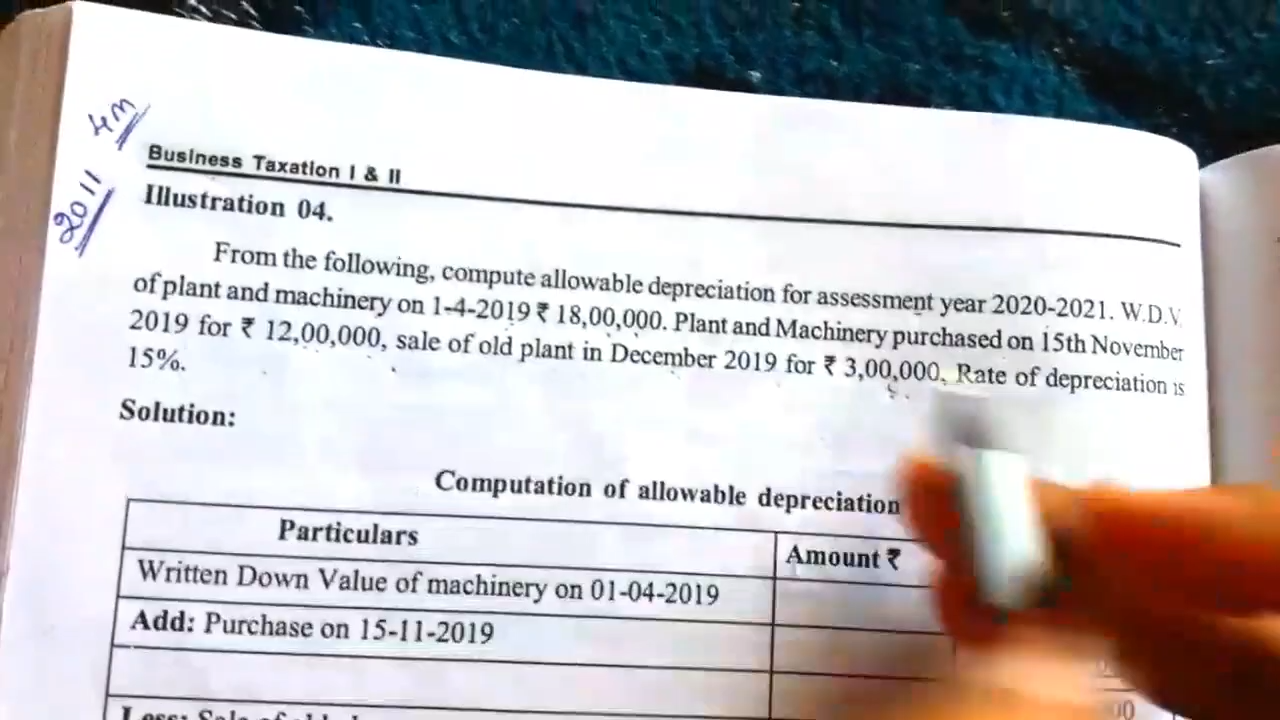 4m
2011
Business Taxation I & II
Illustration 04.
From the following, compute allowable depreciation for assessment year 2020-2021. W.D.V.
of plant and machinery on 1-4-2019 ₹ 18,00,000. Plant and Machinery purchased on 15th November
2019 for ₹ 12,00,000, sale of old plant in December 2019 for ₹ 3,00,000. Rate of depreciation is
15%.
Solution:
Computation of allowable depreciation
Particulars
Amount ₹
Written Down Value of machinery on 01-04-2019
Add: Purchase on 15-11-2019
Less: Sale of old